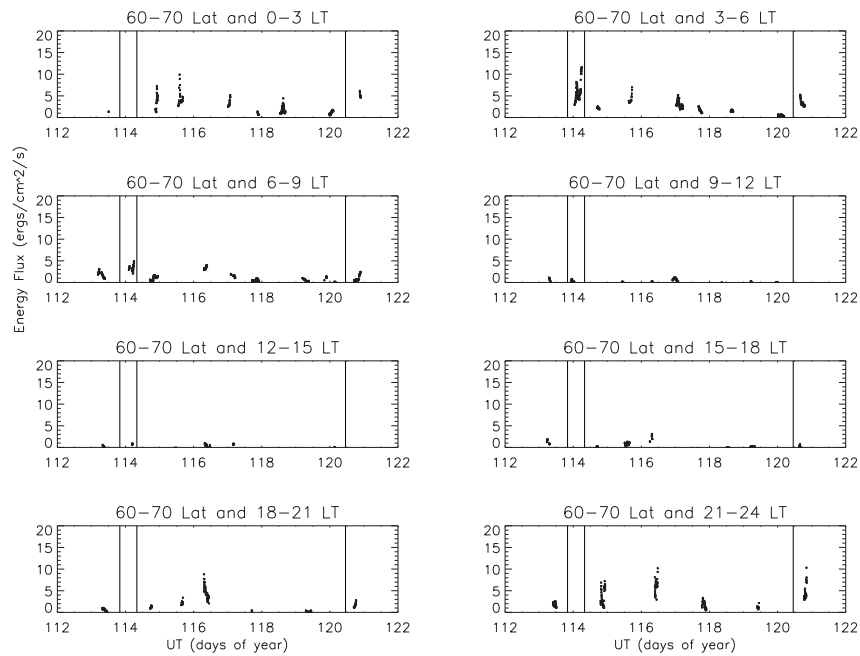 60-70 Lat and 0-3 LT
20
15
10
5
0
112 114 116 118 120 122
60-70 Lat and 3-6 LT
20
15
10
5
0
112 114 116 118 120 122
60-70 Lat and 6-9 LT
20
15
10
5
0
112 114 116 118 120 122
60-70 Lat and 9-12 LT
20
15
10
5
0
112 114 116 118 120 122
Energy Flux (ergs/cm^2/s)
60-70 Lat and 12-15 LT
20
15
10
5
0
112 114 116 118 120 122
60-70 Lat and 15-18 LT
20
15
10
5
0
112 114 116 118 120 122
60-70 Lat and 18-21 LT
20
15
10
5
0
112 114 116 118 120 122
UT (days of year)
60-70 Lat and 21-24 LT
20
15
10
5
0
112 114 116 118 120 122
UT (days of year)